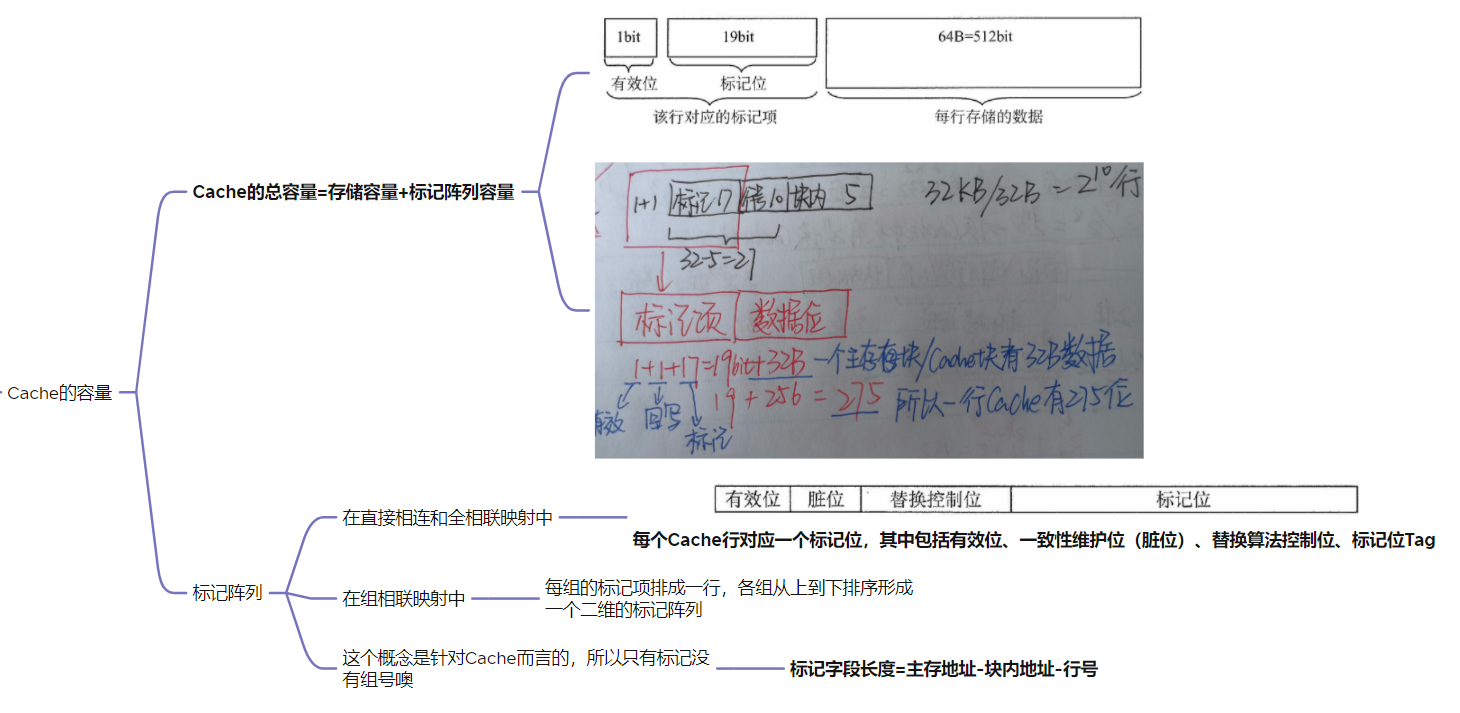 Cache的容量
Cache的总容量=存储容量+标记阵列容量
1bit
19bit
64B=512bit
有效位
标记位
该行对应的标记项
每行存储的数据
1+1 标记17 行号10 块内 5
32KB/32B=2¹⁰行
32-5=27
标记项 数据位
1+1+17=19bit+32B 一个主存存块/Cache块有32B数据
19+256=275 所以一行Cache有275位
有效 回写 标记
标记阵列
在直接相连和全相联映射中
有效位 脏位 替换控制位 标记位
每个Cache行对应一个标记位，其中包括有效位、一致性维护位（脏位）、替换算法控制位、标记位Tag
在组相联映射中
每组的标记项排成一行，各组从上到下排序形成
一个二维的标记阵列
这个概念是针对Cache而言的，所以只有标记没
有组号噢
标记字段长度=主存地址-块内地址-行号